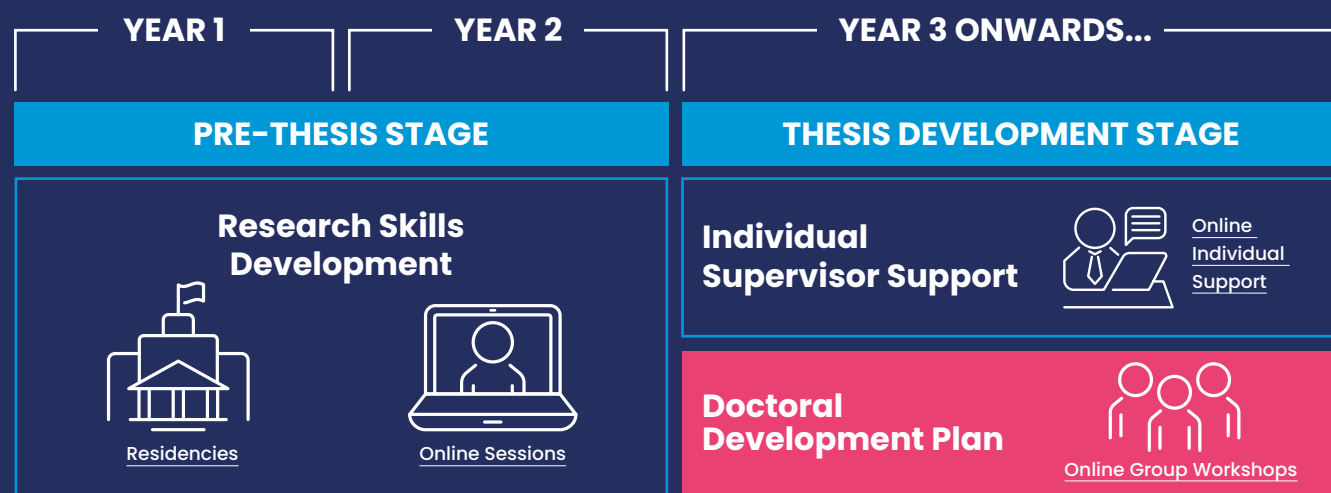 YEAR 1
YEAR 2
YEAR 3 ONWARDS...
PRE-THESIS STAGE
THESIS DEVELOPMENT STAGE
Research Skills
Development
Residencies
Online Sessions
Individual
Supervisor Support
Online
Individual
Support
Doctoral
Development Plan
Online Group Workshops